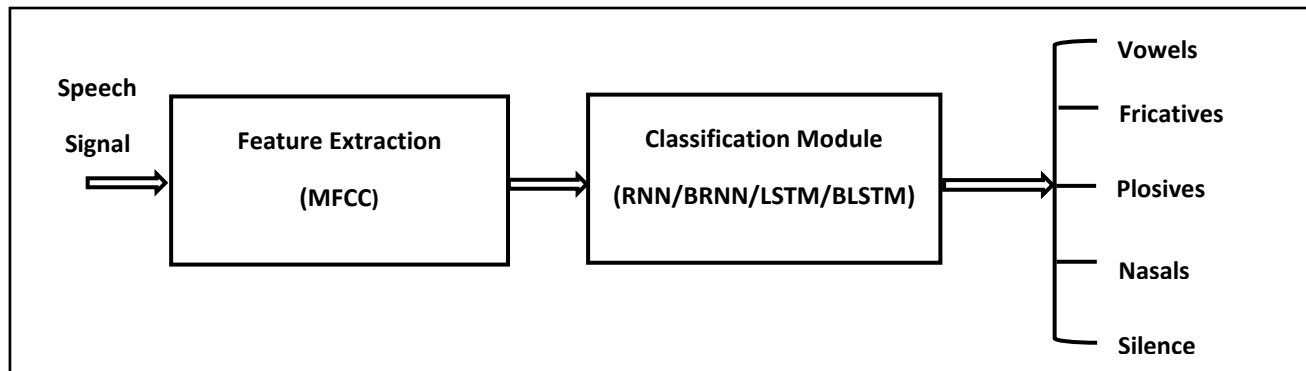 Speech
Signal
Feature Extraction
(MFCC)
Classification Module
(RNN/BRNN/LSTM/BLSTM)
Vowels
Fricatives
Plosives
Nasals
Silence